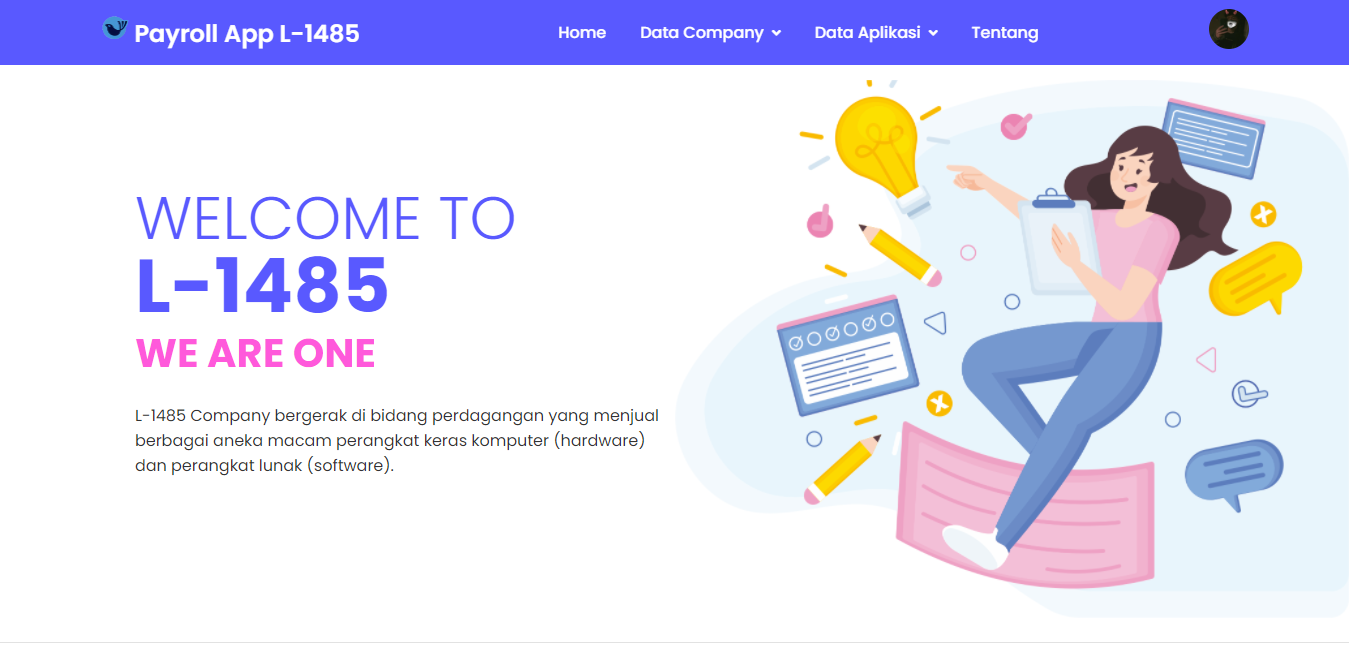 Payroll App L-1485
Home
Data Company
Data Aplikasi
Tentang
WELCOME TO
L-1485
WE ARE ONE
L-1485 Company bergerak di bidang perdagangan yang menjual
berbagai aneka macam perangkat keras komputer (hardware)
dan perangkat lunak (software).